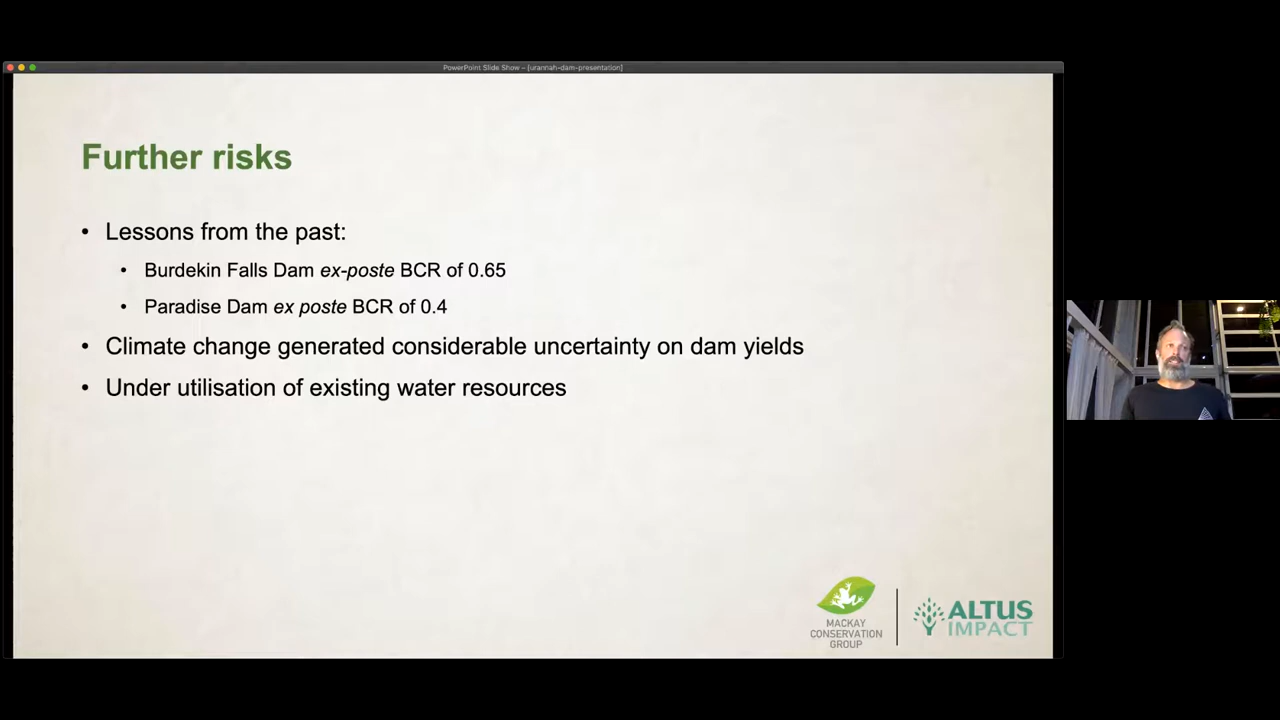 PowerPoint Slide Show - [urannah-dam-presentation]
Further risks
• Lessons from the past:
• Burdekin Falls Dam ex-poste BCR of 0.65
• Paradise Dam ex poste BCR of 0.4
• Climate change generated considerable uncertainty on dam yields
• Under utilisation of existing water resources
MACKAY
CONSERVATION
GROUP
ALTUS
IMPACT